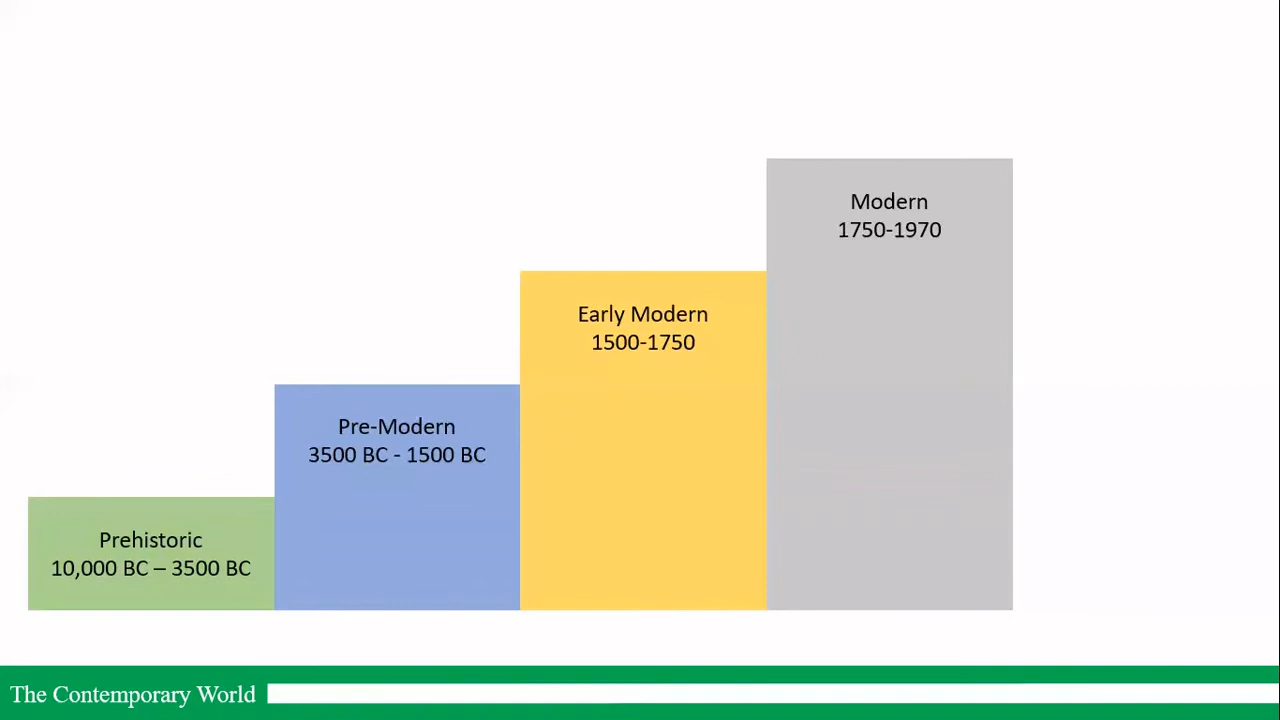 Modern
1750-1970
Early Modern
1500-1750
Pre-Modern
3500 BC - 1500 BC
Prehistoric
10,000 BC – 3500 BC
The Contemporary World